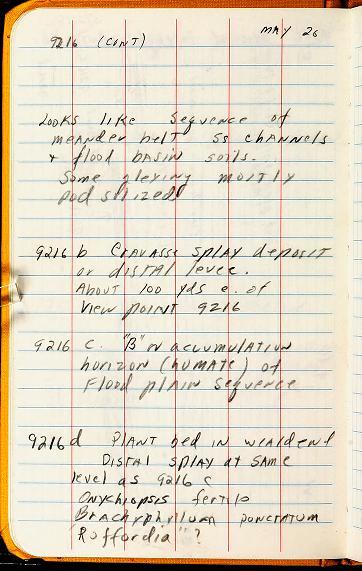 9216 (CONT) MAY 26
Looks like sequence of
meander belt ss channels
+ flood basin soils.
Some gleying mostly
podsolized
9216 b Cravasse splay deposit
or distal levee.
About 100 yds e. of
View point 9216
9216 c. "B" or accumulation
horizon (humate) of
Flood plain sequence
9216 d Plant bed in wealden
Distal splay at same
level as 9216 c
Onychiopsis
Brachyphyllum punctatum
Ruffordia ?